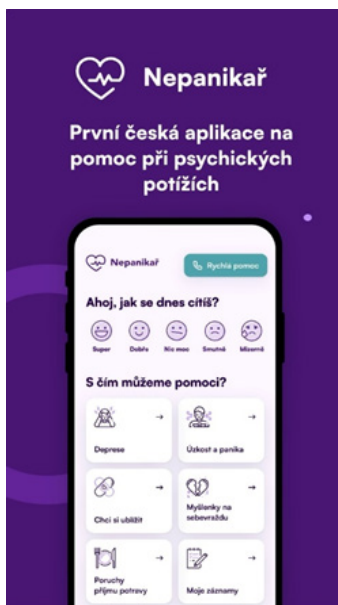 Nepanikař
První česká aplikace na
pomoc při psychických
potížích
Nepanikař
Rychlá pomoc
Ahoj, jak se dnes cítíš?
Super Dobře Nic moc Smutně Mizerně
S čím můžeme pomoci?
Deprese
Úzkost a panika
Chci si ublížit
Myšlenky na
sebevraždu
Poruchy
příjmu potravy
Moje záznamy